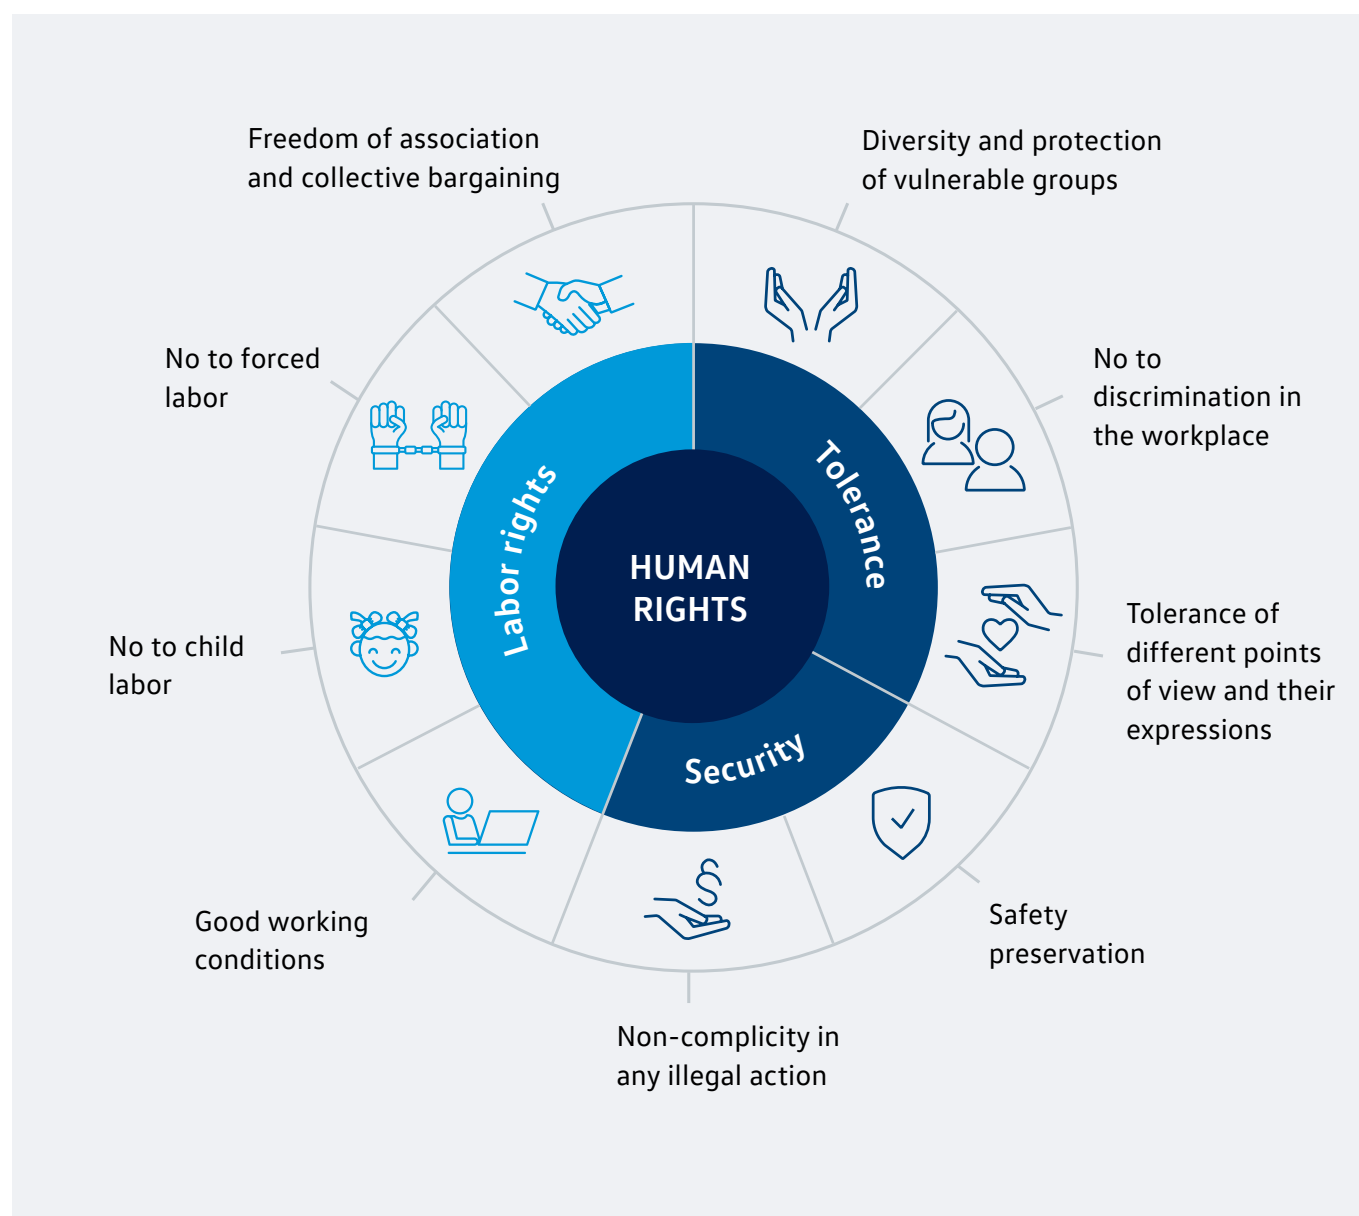 Freedom of association
and collective bargaining
Diversity and protection
of vulnerable groups
No to forced
labor
No to
discrimination in
the workplace
Labor rights
Tolerance
HUMAN
RIGHTS
No to child
labor
Tolerance of
different points
of view and their
expressions
Security
Good working
conditions
Safety
preservation
Non-complicity in
any illegal action